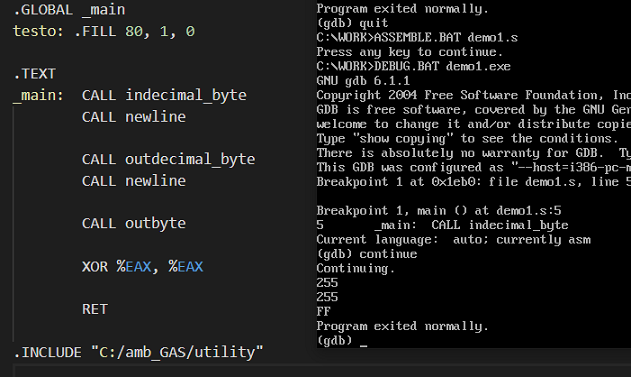 .GLOBAL _main
testo: .FILL 80, 1, 0
.TEXT
_main:  CALL indecimal_byte
CALL newline
CALL outdecimal_byte
CALL newline
CALL outbyte
XOR %EAX, %EAX
RET
.INCLUDE "C:/amb_GAS/utility"
Program exited normally.
(gdb) quit
C:\WORK>ASSEMBLE.BAT demo1.s
Press any key to continue.
C:\WORK>DEBUG.BAT demo1.exe
GNU gdb 6.1.1
Copyright 2004 Free Software Foundation, Inc
GDB is free software, covered by the GNU Gen
welcome to change it and/or distribute copie
Type "show copying" to see the conditions.
There is absolutely no warranty for GDB.  Ty
This GDB was configured as "--host=i386-pc-m
Breakpoint 1 at 0x1eb0: file demo1.s, line 5
Breakpoint 1, main () at demo1.s:5
5       _main:  CALL indecimal_byte
Current language:  auto; currently asm
(gdb) continue
Continuing.
255
255
FF
Program exited normally.
(gdb) _